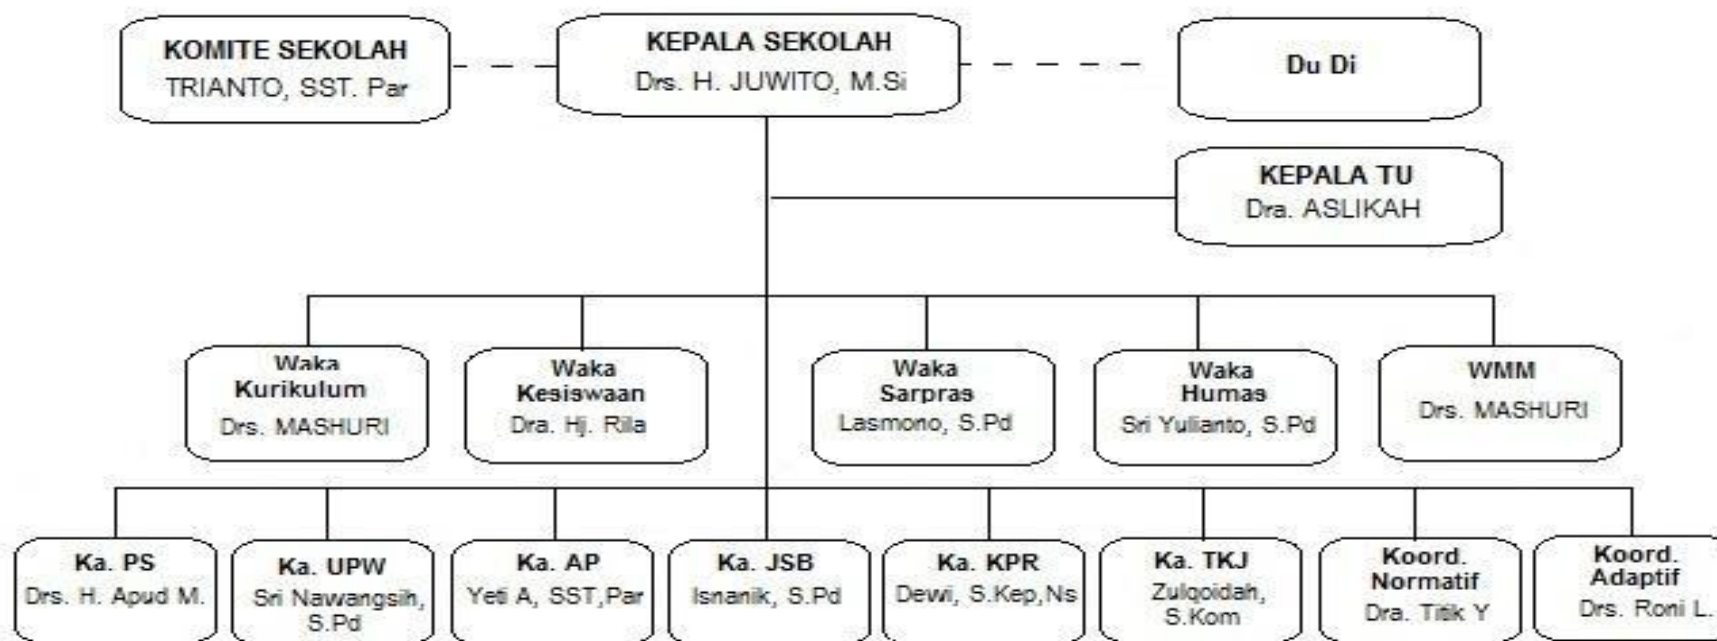 KOMITE SEKOLAH
TRIANTO, SST. Par
KEPALA SEKOLAH
Drs. H. JUWITO, M.Si
Du Di
KEPALA TU
Dra. ASLIKAH
Waka
Kurikulum
Drs. MASHURI
Waka
Kesiswaan
Dra. Hj. Rila
Waka
Sarpras
Lasmono, S.Pd
Waka
Humas
Sri Yulianto, S.Pd
WMM
Drs. MASHURI
Ka. PS
Drs. H. Apud M.
Ka. UPW
Sri Nawangsih,
S.Pd
Ka. AP
Yeti A, SST,Par
Ka. JSB
Isnanik, S.Pd
Ka. KPR
Dewi, S.Kep,Ns
Ka. TKJ
Zulqoidah,
S.Kom
Koord.
Normatif
Dra. Titik Y
Koord.
Adaptif
Drs. Roni L.